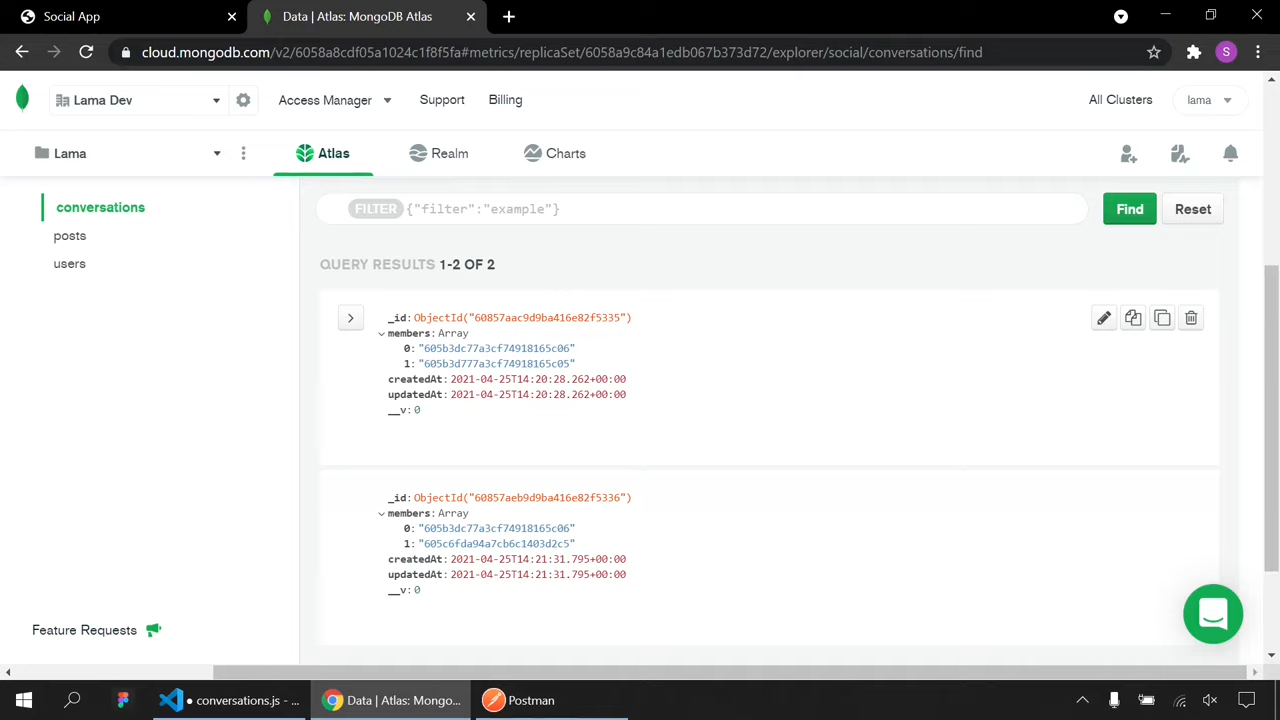 Social App
Data | Atlas: MongoDB Atlas
cloud.mongodb.com/v2/6058a8cdf05a1024c1f8f5fa#metrics/replicaSet/6058a9c84a1edb067b373d72/explorer/social/conversations/find
S
Lama Dev
Access Manager
Support
Billing
All Clusters
lama
Lama
Atlas
Realm
Charts
conversations
posts
users
FILTER {"filter":"example"}
Find
Reset
QUERY RESULTS 1-2 OF 2
_id: ObjectId("60857aac9d9ba416e82f5335")
members: Array
0: "605b3dc77a3cf74918165c06"
1: "605b3d777a3cf74918165c05"
createdAt: 2021-04-25T14:20:28.262+00:00
updatedAt: 2021-04-25T14:20:28.262+00:00
__v: 0
_id: ObjectId("60857aeb9d9ba416e82f5336")
members: Array
0: "605b3dc77a3cf74918165c06"
1: "605c6fda94a7cb6c1403d2c5"
createdAt: 2021-04-25T14:21:31.795+00:00
updatedAt: 2021-04-25T14:21:31.795+00:00
__v: 0
Feature Requests
● conversations.js - ...
Data | Atlas: Mongo...
Postman